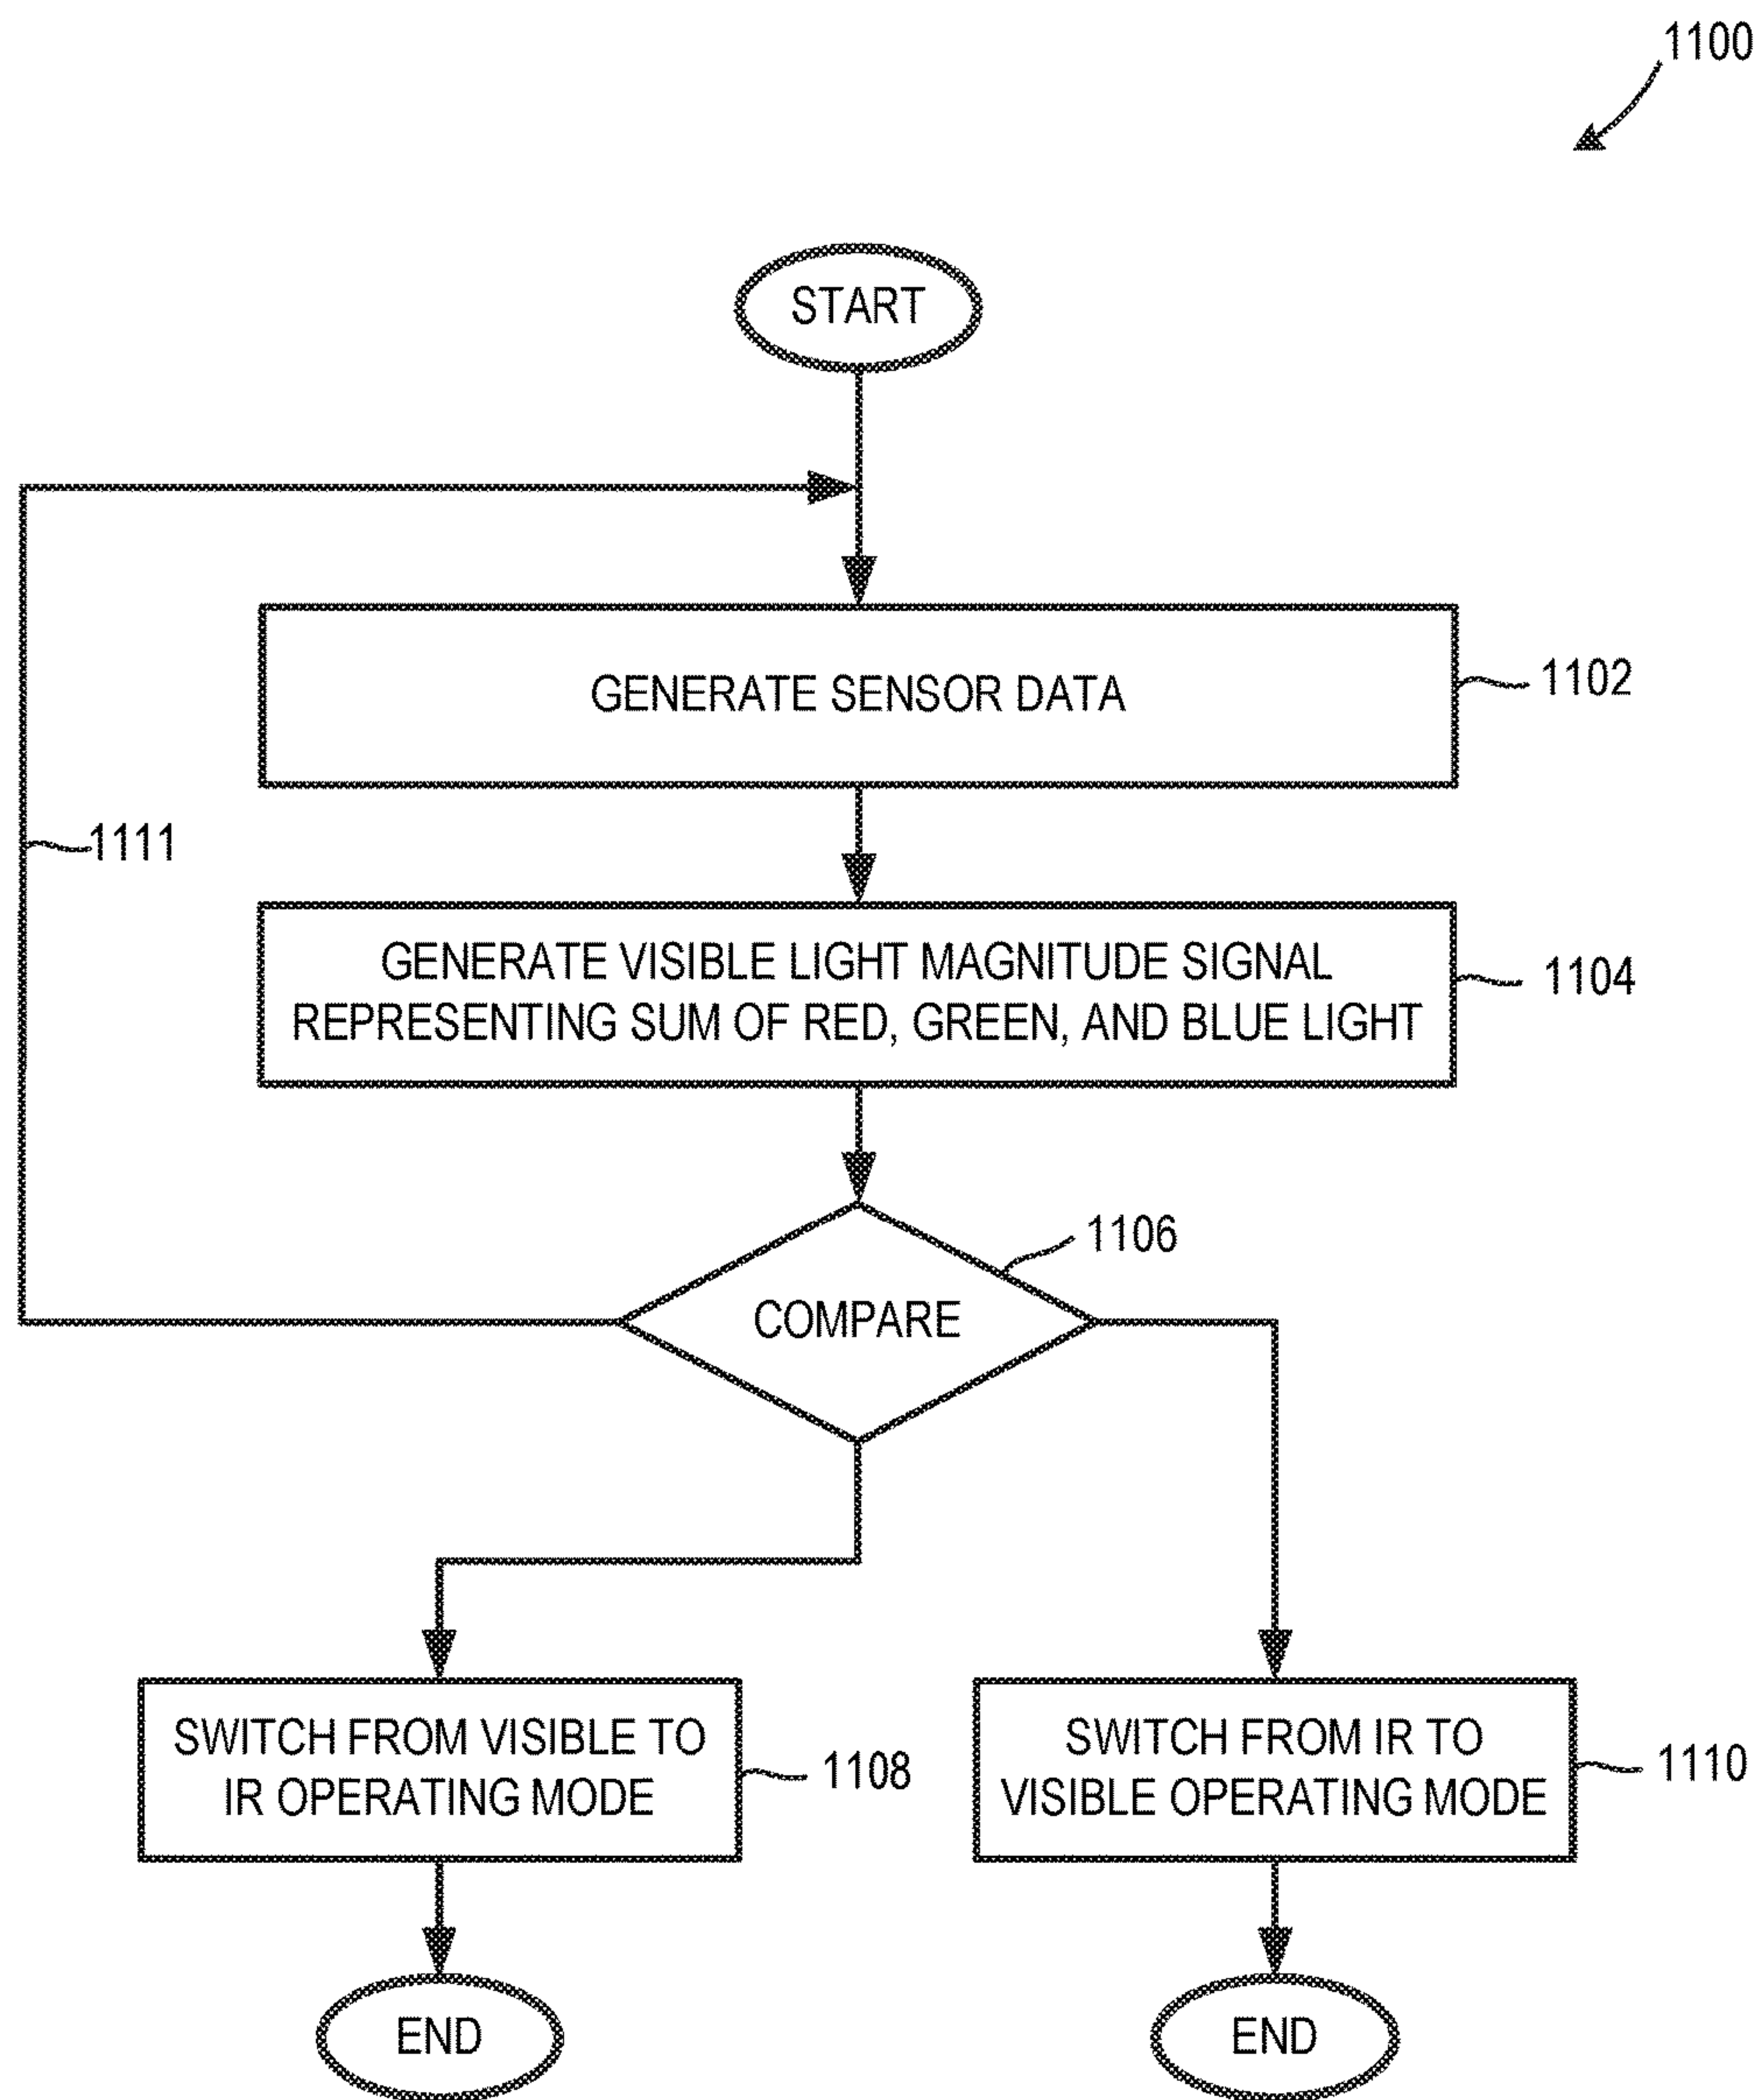 1100
START
GENERATE SENSOR DATA
1102
1111
GENERATE VISIBLE LIGHT MAGNITUDE SIGNAL
REPRESENTING SUM OF RED, GREEN, AND BLUE LIGHT
1104
1106
COMPARE
SWITCH FROM VISIBLE TO
IR OPERATING MODE
1108
SWITCH FROM IR TO
VISIBLE OPERATING MODE
1110
END
END